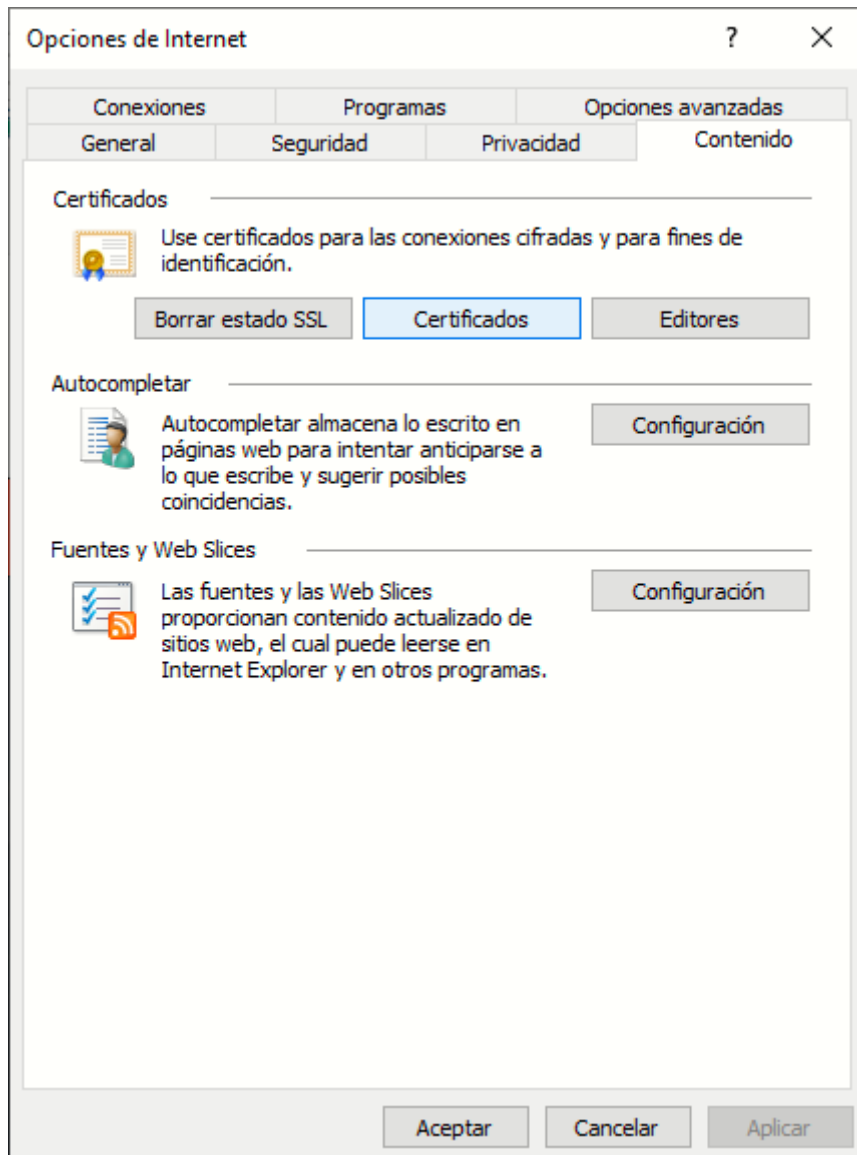 Opciones de Internet
?
Conexiones Programas Opciones avanzadas
General Seguridad Privacidad Contenido
Certificados
Use certificados para las conexiones cifradas y para fines de
identificación.
Borrar estado SSL Certificados Editores
Autocompletar
Autocompletar almacena lo escrito en
páginas web para intentar anticiparse a
lo que escribe y sugerir posibles
coincidencias.
Configuración
Fuentes y Web Slices
Las fuentes y las Web Slices
proporcionan contenido actualizado de
sitios web, el cual puede leerse en
Internet Explorer y en otros programas.
Configuración
Aceptar Cancelar Aplicar